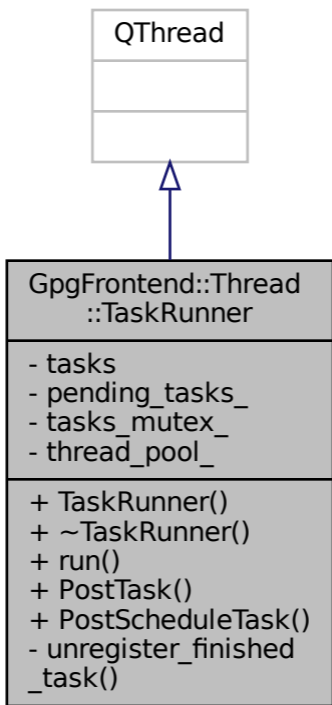 QThread
GpgFrontend::Thread
::TaskRunner
- tasks
- pending_tasks_
- tasks_mutex_
- thread_pool_
+ TaskRunner()
+ ~TaskRunner()
+ run()
+ PostTask()
+ PostScheduleTask()
- unregister_finished
_task()